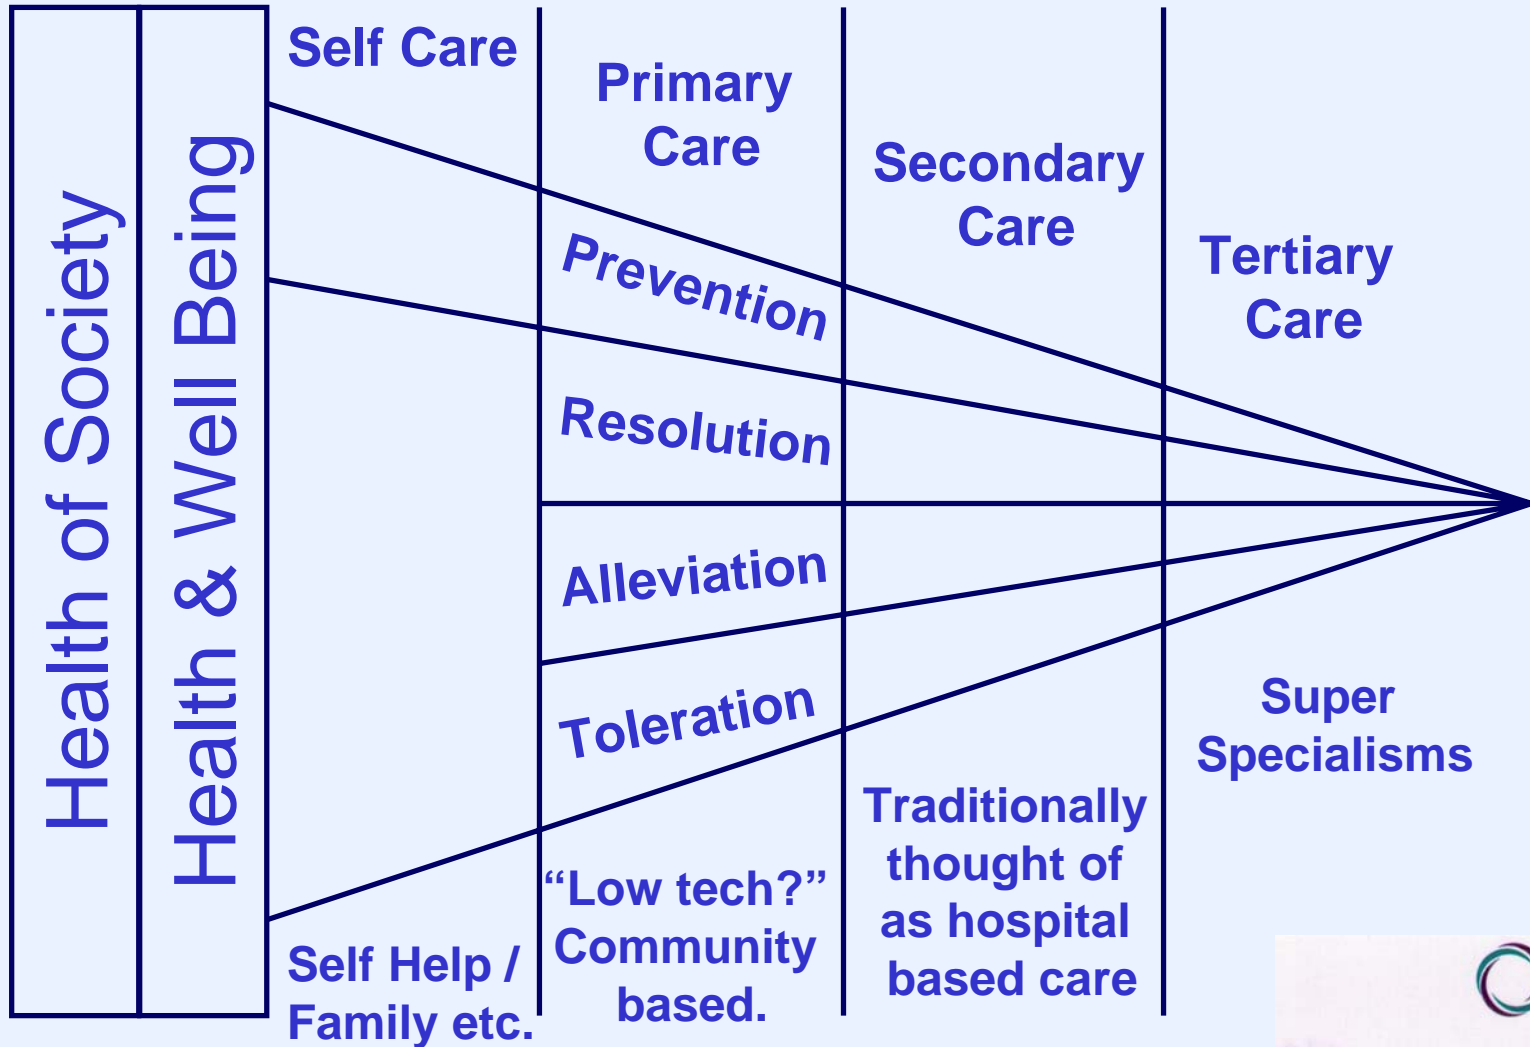 Health of Society
Health & Well Being
Self Care
Primary
Care
Secondary
Care
Tertiary
Care
Prevention
Resolution
Alleviation
Toleration
Self Help /
Family etc.
“Low tech?”
Community
based.
Traditionally
thought of
as hospital
based care
Super
Specialisms